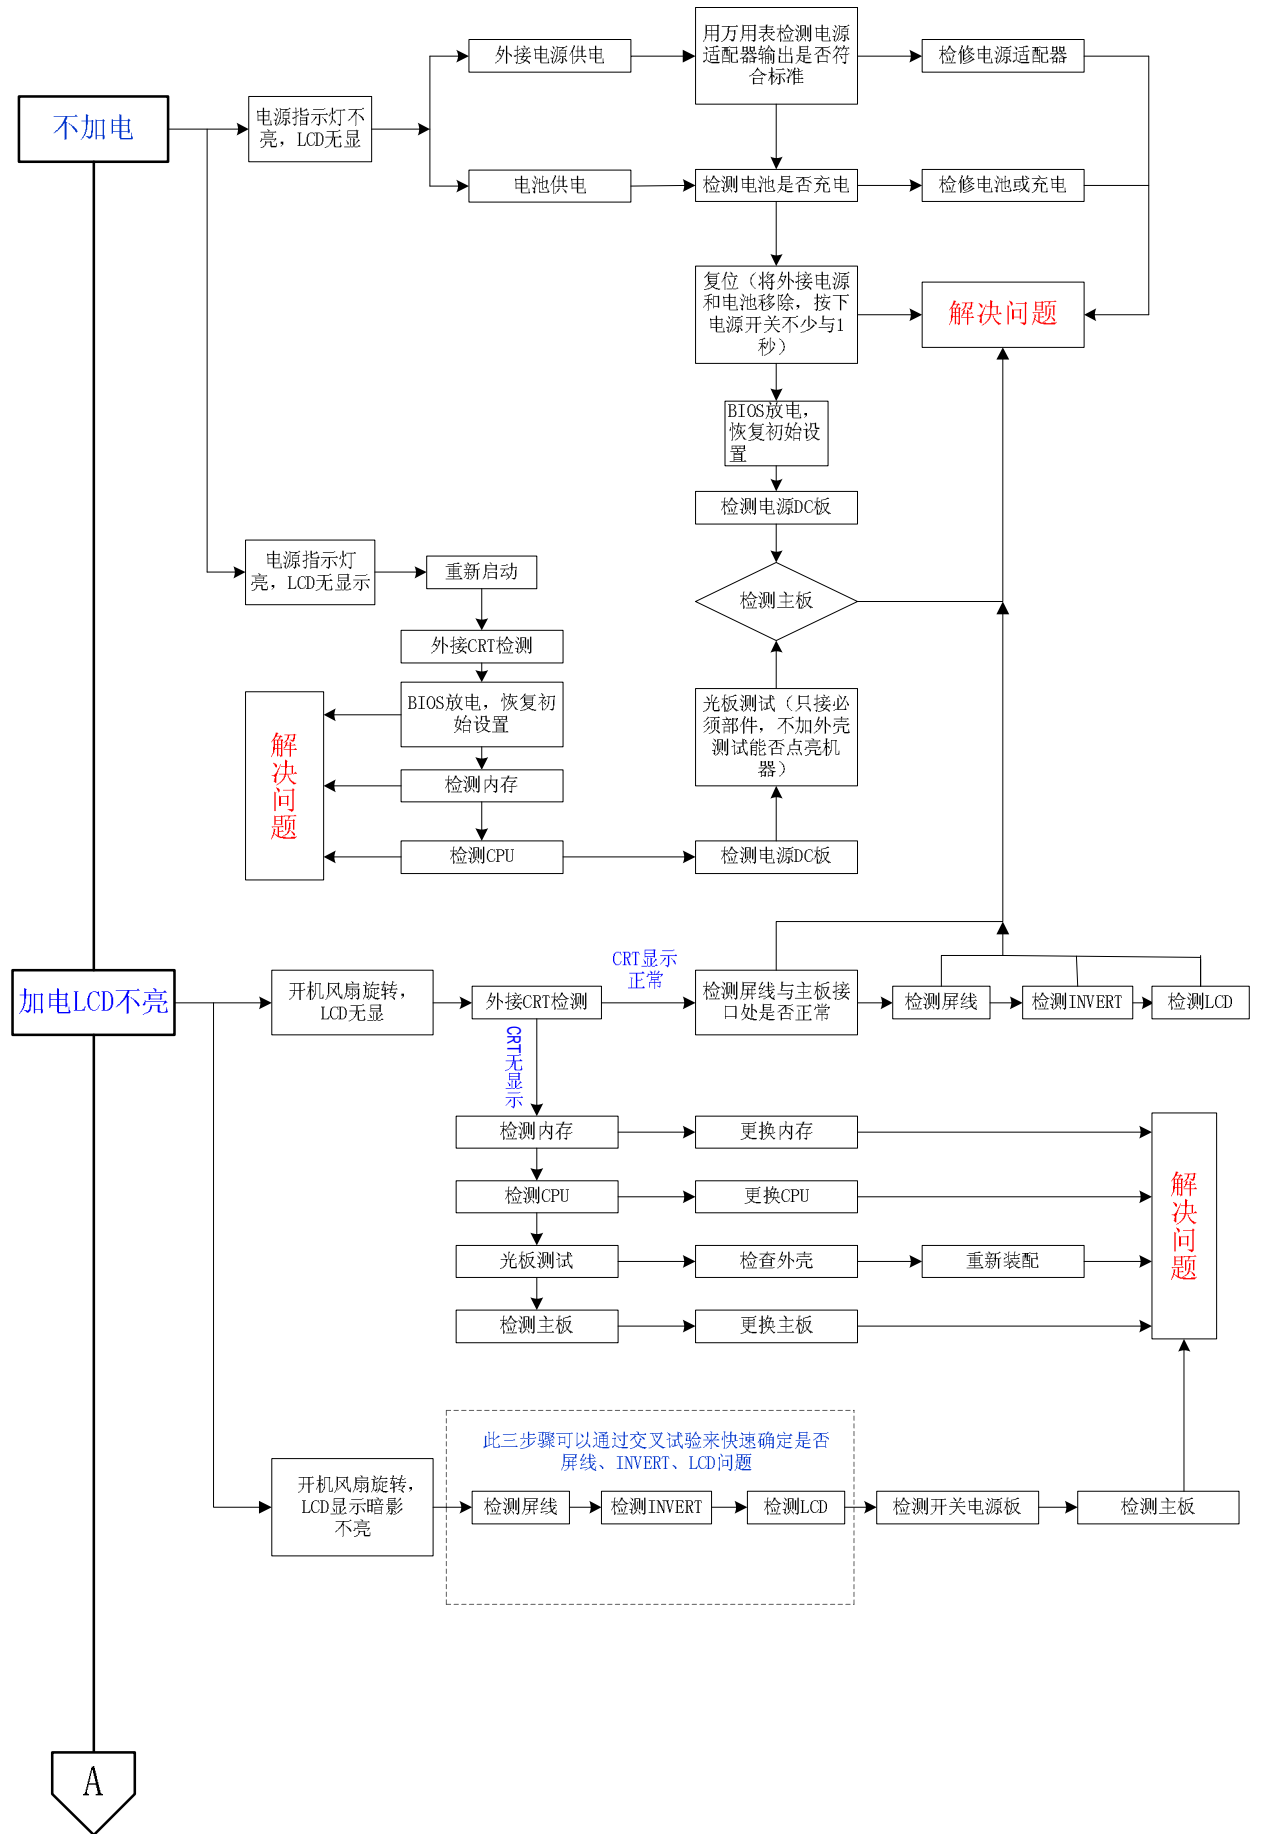 不加电
电源指示灯不
亮，LCD无显
外接电源供电
用万用表检测电源
适配器输出是否符
合标准
检修电源适配器
电池供电
检测电池是否充电
检修电池或充电
复位（将外接电源
和电池移除，按下
电源开关不少与1
秒）
解决问题
BIOS放电，
恢复初始设
置
检测电源DC板
检测主板
电源指示灯
亮，LCD无显示
重新启动
外接CRT检测
BIOS放电，恢复初
始设置
检测内存
检测CPU
解
决
问
题
光板测试（只接必
须部件，不加外壳
测试能否点亮机
器）
检测电源DC板
加电LCD不亮
开机风扇旋转，
LCD无显
外接CRT检测
CRT显示
正常
检测屏线与主板接
口处是否正常
检测屏线
检测INVERT
检测LCD
CRT无显示
检测内存
更换内存
检测CPU
更换CPU
光板测试
检查外壳
重新装配
检测主板
更换主板
解
决
问
题
此三步骤可以通过交叉试验来快速确定是否
屏线、INVERT、LCD问题
开机风扇旋转，
LCD显示暗影
不亮
检测屏线
检测INVERT
检测LCD
检测开关电源板
检测主板
A